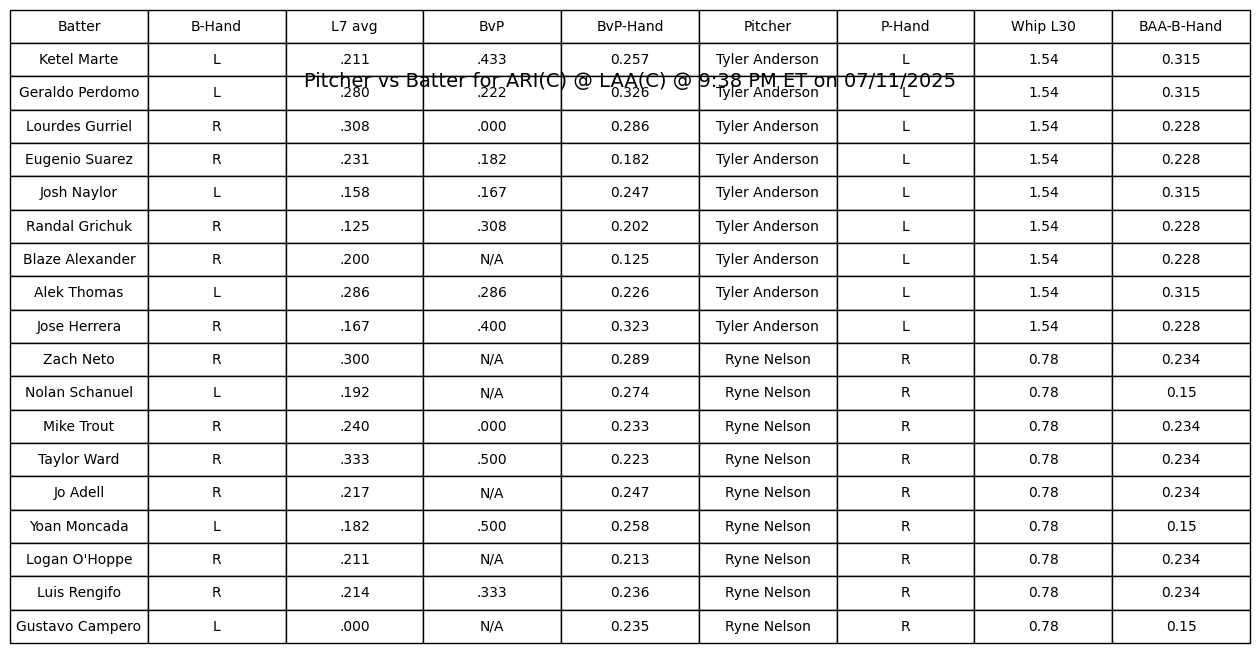 Batter B-Hand L7 avg BvP BvP-Hand Pitcher P-Hand Whip L30 BAA-B-Hand
Ketel Marte L .211 .433 0.257 Tyler Anderson L 1.54 0.315
Pitcher vs Batter for ARI(C) @ LAA(C) @ 9:38 PM ET on 07/11/2025
Geraldo Perdomo L .280 .222 0.326 Tyler Anderson L 1.54 0.315
Lourdes Gurriel R .308 .000 0.286 Tyler Anderson L 1.54 0.228
Eugenio Suarez R .231 .182 0.182 Tyler Anderson L 1.54 0.228
Josh Naylor L .158 .167 0.247 Tyler Anderson L 1.54 0.315
Randal Grichuk R .125 .308 0.202 Tyler Anderson L 1.54 0.228
Blaze Alexander R .200 N/A 0.125 Tyler Anderson L 1.54 0.228
Alek Thomas L .286 .286 0.226 Tyler Anderson L 1.54 0.315
Jose Herrera R .167 .400 0.323 Tyler Anderson L 1.54 0.228
Zach Neto R .300 N/A 0.289 Ryne Nelson R 0.78 0.234
Nolan Schanuel L .192 N/A 0.274 Ryne Nelson R 0.78 0.15
Mike Trout R .240 .000 0.233 Ryne Nelson R 0.78 0.234
Taylor Ward R .333 .500 0.223 Ryne Nelson R 0.78 0.234
Jo Adell R .217 N/A 0.247 Ryne Nelson R 0.78 0.234
Yoan Moncada L .182 .500 0.258 Ryne Nelson R 0.78 0.15
Logan O'Hoppe R .211 N/A 0.213 Ryne Nelson R 0.78 0.234
Luis Rengifo R .214 .333 0.236 Ryne Nelson R 0.78 0.234
Gustavo Campero L .000 N/A 0.235 Ryne Nelson R 0.78 0.15